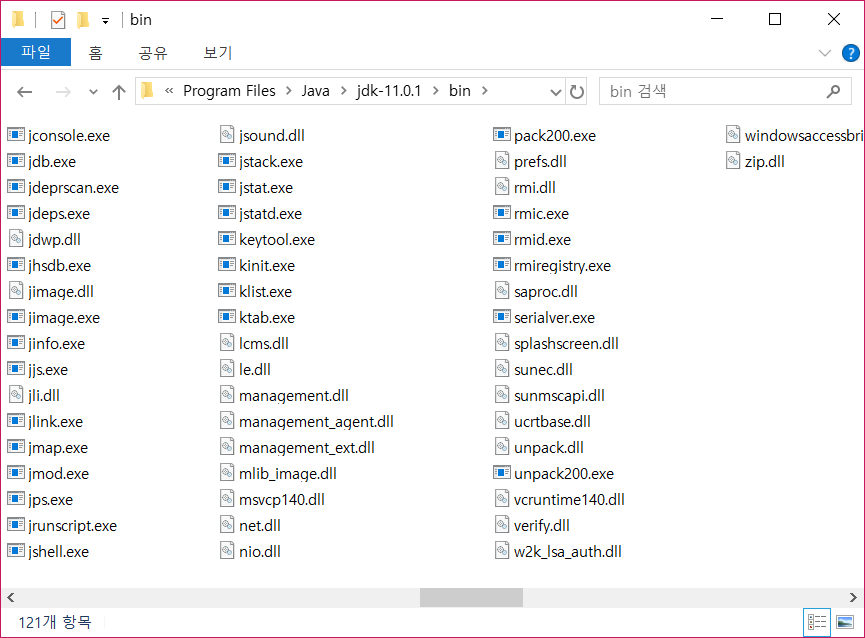 bin
파일 홈 공유 보기
« Program Files > Java > jdk-11.0.1 > bin >
bin 검색
jconsole.exe
jdb.exe
jdeprscan.exe
jdeps.exe
jdwp.dll
jhsdb.exe
jimage.dll
jimage.exe
jinfo.exe
jjs.exe
jli.dll
jlink.exe
jmap.exe
jmod.exe
jps.exe
jrunscript.exe
jshell.exe
jsound.dll
jstack.exe
jstat.exe
jstatd.exe
keytool.exe
kinit.exe
klist.exe
ktab.exe
lcms.dll
le.dll
management.dll
management_agent.dll
management_ext.dll
mlib_image.dll
msvcp140.dll
net.dll
nio.dll
pack200.exe
prefs.dll
rmi.dll
rmic.exe
rmid.exe
rmiregistry.exe
saproc.dll
serialver.exe
splashscreen.dll
sunec.dll
sunmscapi.dll
ucrtbase.dll
unpack.dll
unpack200.exe
vcruntime140.dll
verify.dll
w2k_lsa_auth.dll
windowsaccessbri
zip.dll
121개 항목